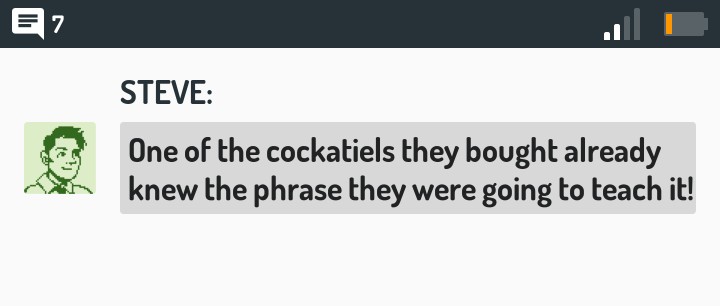 7
STEVE:
One of the cockatiels they bought already
knew the phrase they were going to teach it!